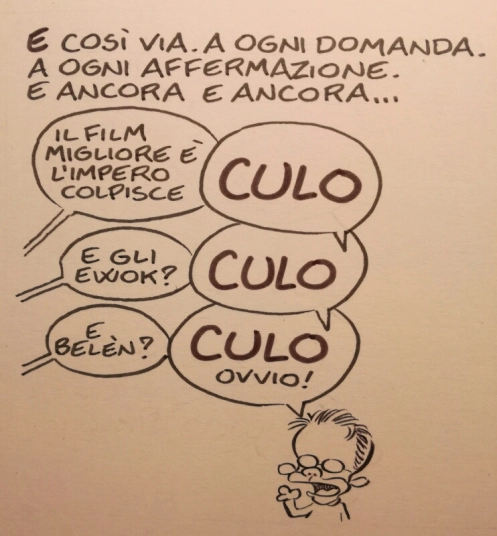 E COSÌ VIA. A OGNI DOMANDA.
A OGNI AFFERMAZIONE.
E ANCORA E ANCORA...
IL FILM
MIGLIORE È
L'IMPERO
COLPISCE
CULO
E GLI
EWOK?
CULO
E
BELÈN?
CULO
OVVIO!